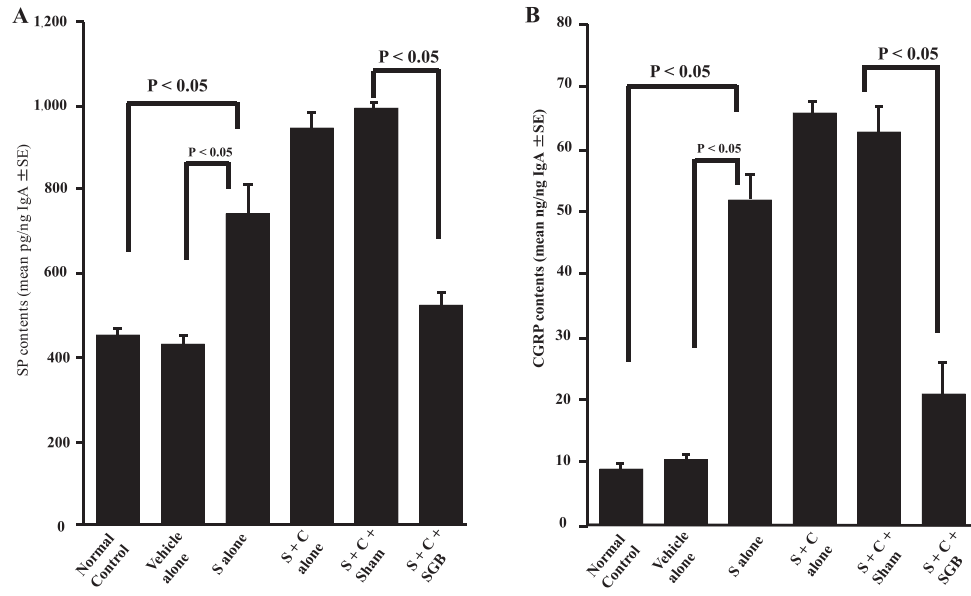 A
SP contents (mean pg/ng IgA ±SE)
1,200
1,000
800
600
400
200
0
P < 0.05
P < 0.05
P < 0.05
Normal
Control
Vehicle
alone
S alone
S + C
alone
S + C +
Sham
S + C +
SGB
B
CGRP contents (mean ng/ng IgA ±SE)
80
70
60
50
40
30
20
10
0
P < 0.05
P < 0.05
P < 0.05
Normal
Control
Vehicle
alone
S alone
S + C
alone
S + C +
Sham
S + C +
SGB